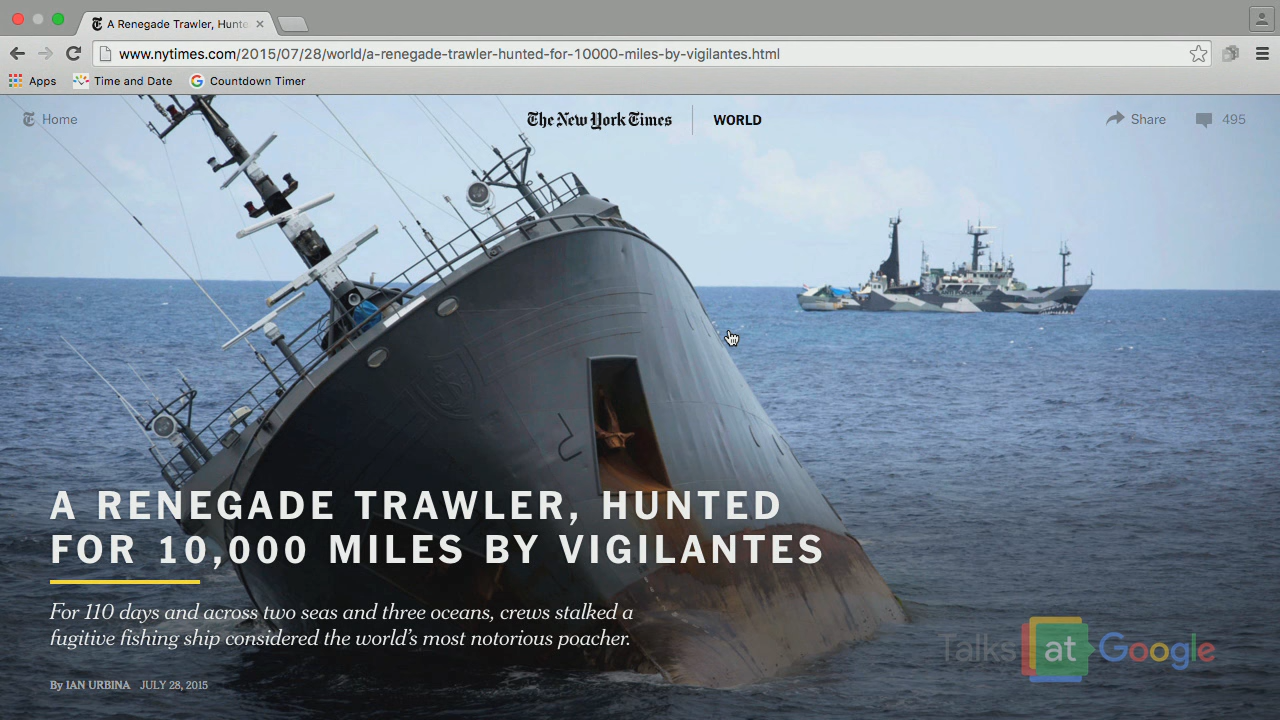 A Renegade Trawler, Hunte
www.nytimes.com/2015/07/28/world/a-renegade-trawler-hunted-for-10000-miles-by-vigilantes.html
Apps Time and Date Countdown Timer
Home The New York Times WORLD Share 495
A RENEGADE TRAWLER, HUNTED
FOR 10,000 MILES BY VIGILANTES
For 110 days and across two seas and three oceans, crews stalked a
fugitive fishing ship considered the world's most notorious poacher.
By IAN URBINA JULY 28, 2015
Talks at Google